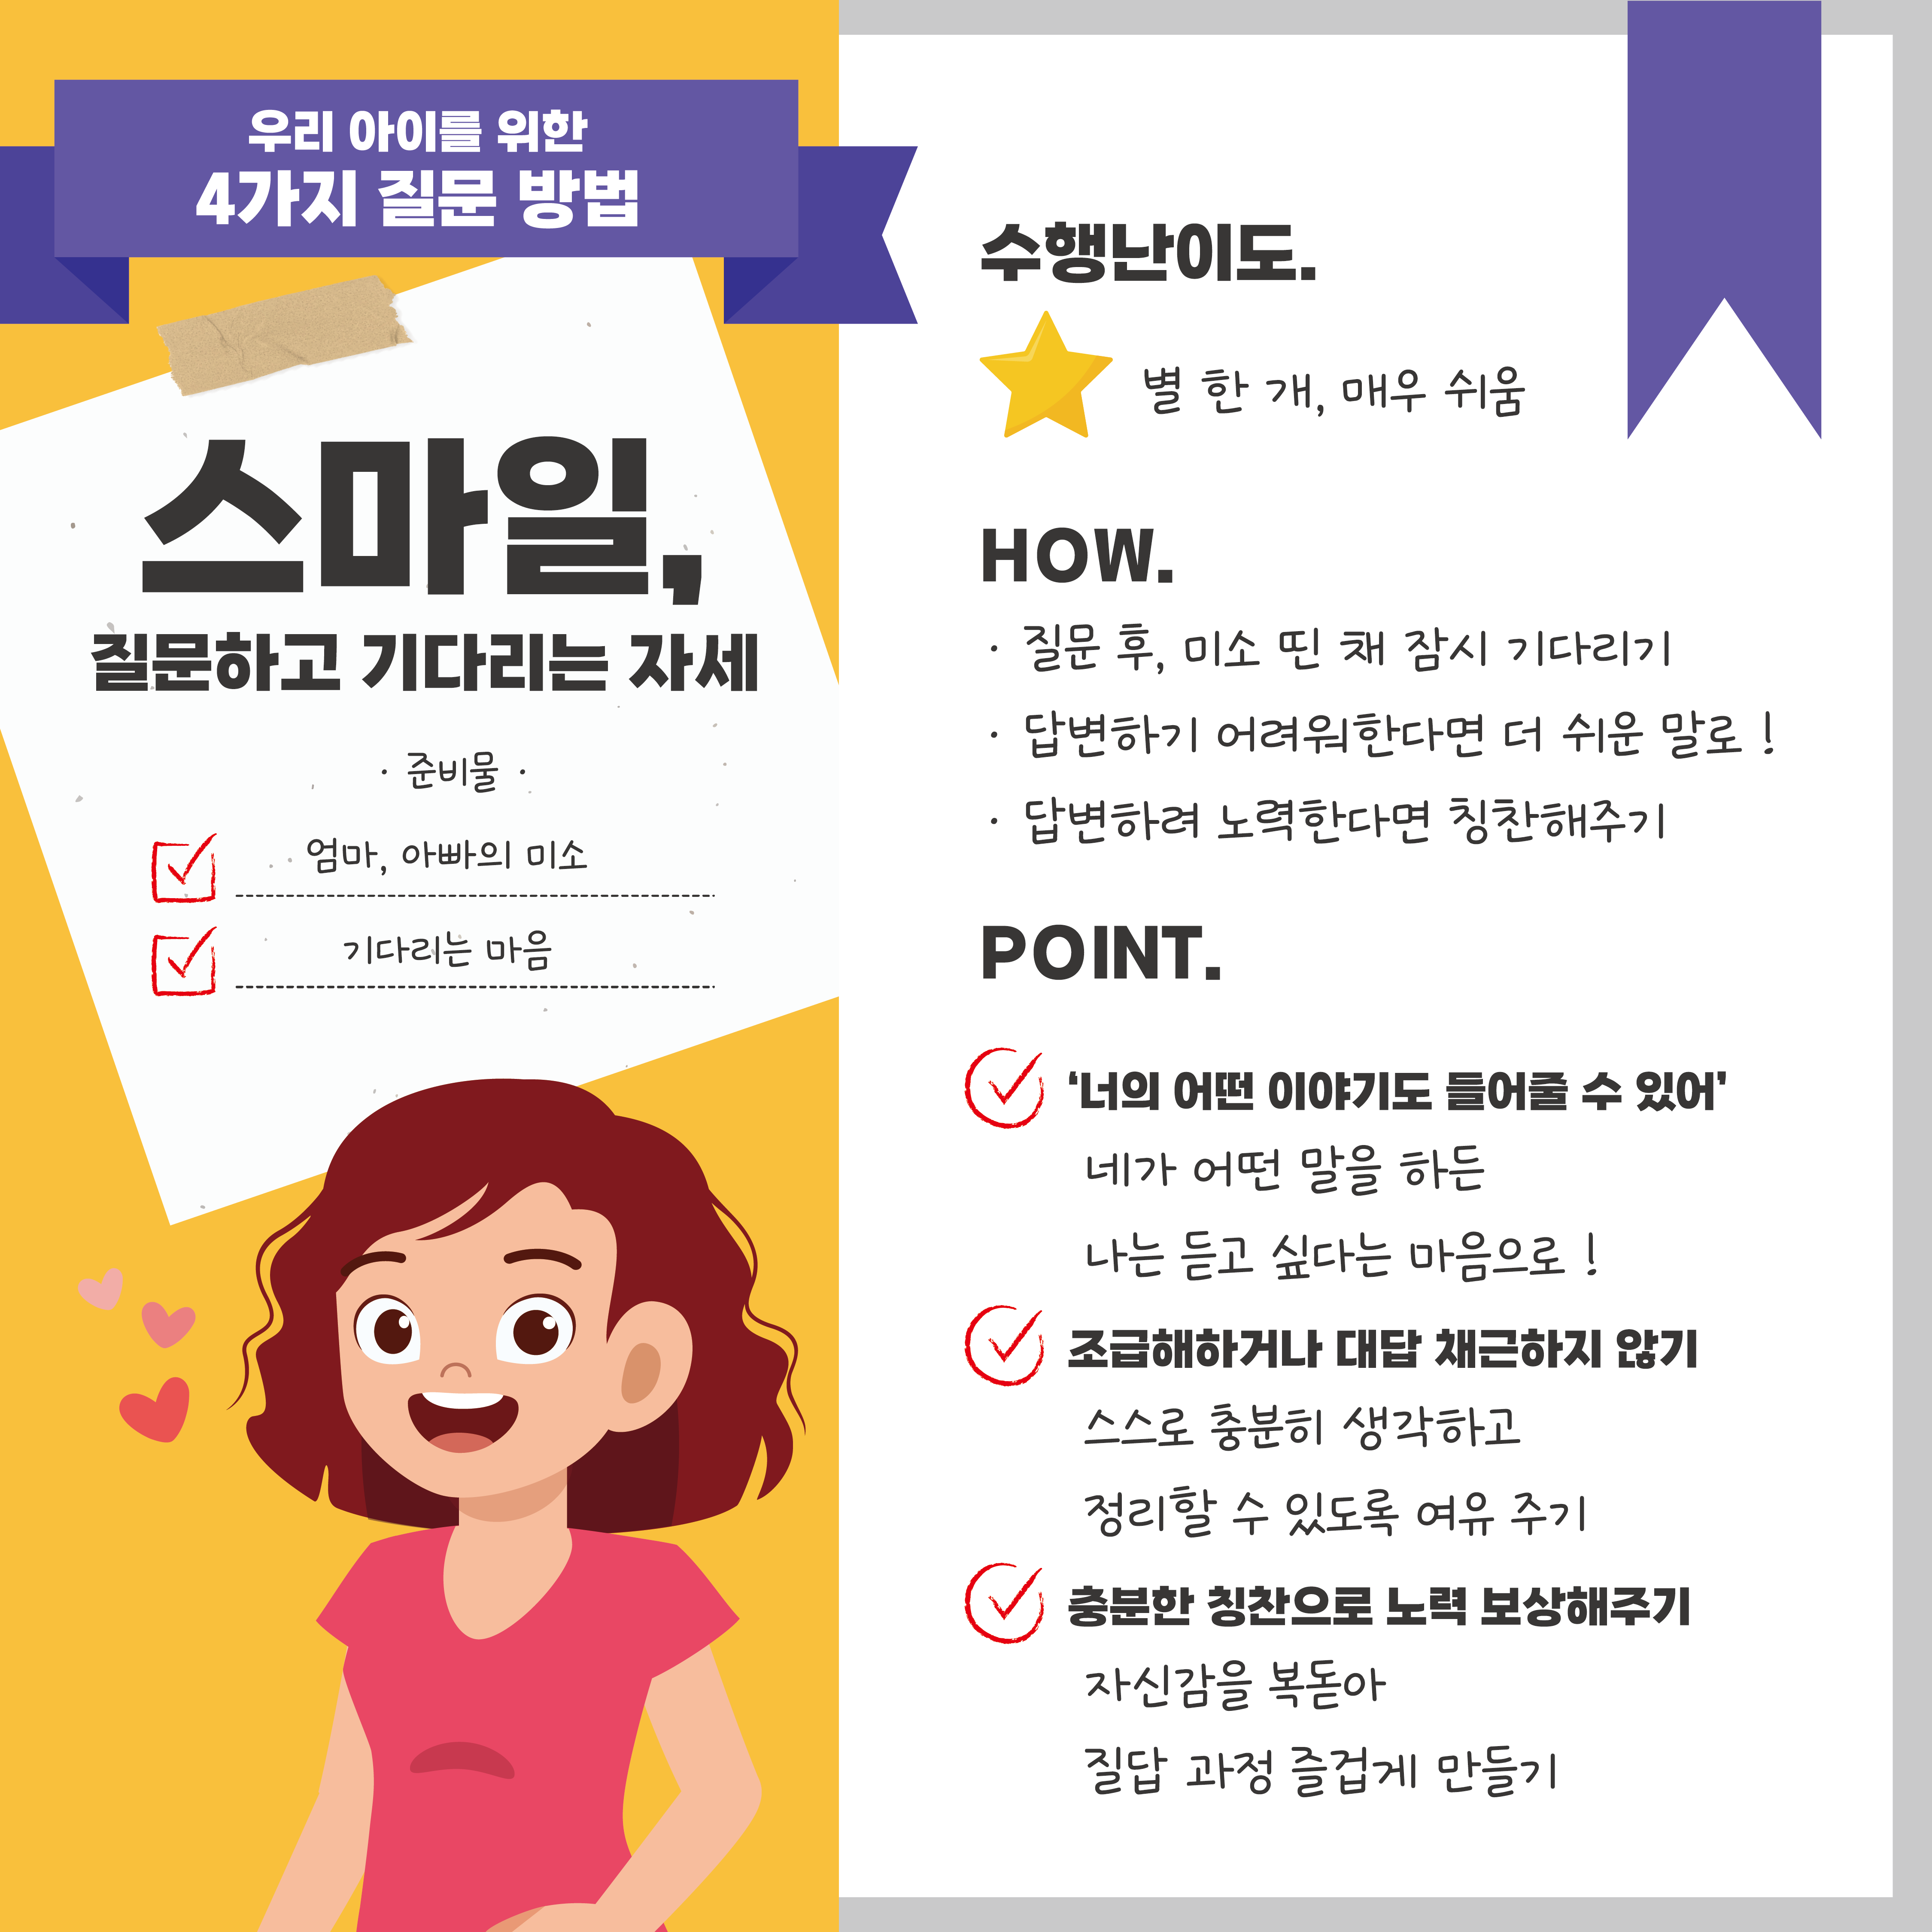 우리 아이를 위한
4가지 질문 방법
스마일,
질문하고 기다리는 자세
· 준비물 ·
엄마, 아빠의 미소
기다리는 마음
수행난이도.
별 한 개, 매우 쉬움
HOW.
· 질문 후, 미소 띤 채 잠시 기다리기
· 답변하기 어려워한다면 더 쉬운 말로 !
· 답변하려 노력한다면 칭찬해주기
POINT.
'너의 어떤 이야기도 들어줄 수 있어'
네가 어떤 말을 하든
나는 듣고 싶다는 마음으로 !
조급해하거나 대답 채근하지 않기
스스로 충분히 생각하고
정리할 수 있도록 여유 주기
충분한 칭찬으로 노력 보상해주기
자신감을 복돋아
질답 과정 즐겁게 만들기